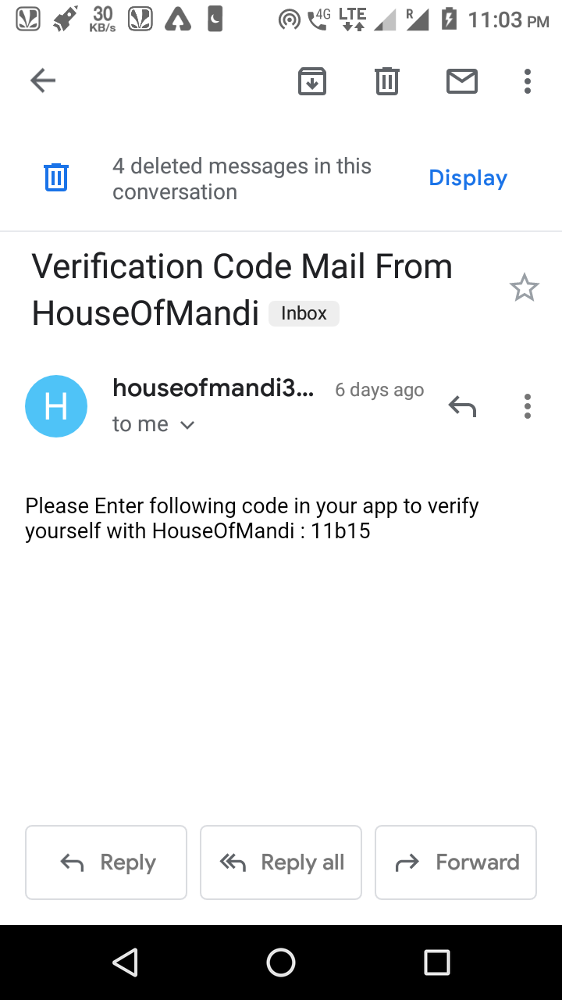 30
KB/s
4G
LTE
R
11:03 PM
4 deleted messages in this
conversation
Display
Verification Code Mail From
HouseOfMandi Inbox
H
houseofmandi3... 6 days ago
to me
Please Enter following code in your app to verify
yourself with HouseOfMandi : 11b15
Reply
Reply all
Forward